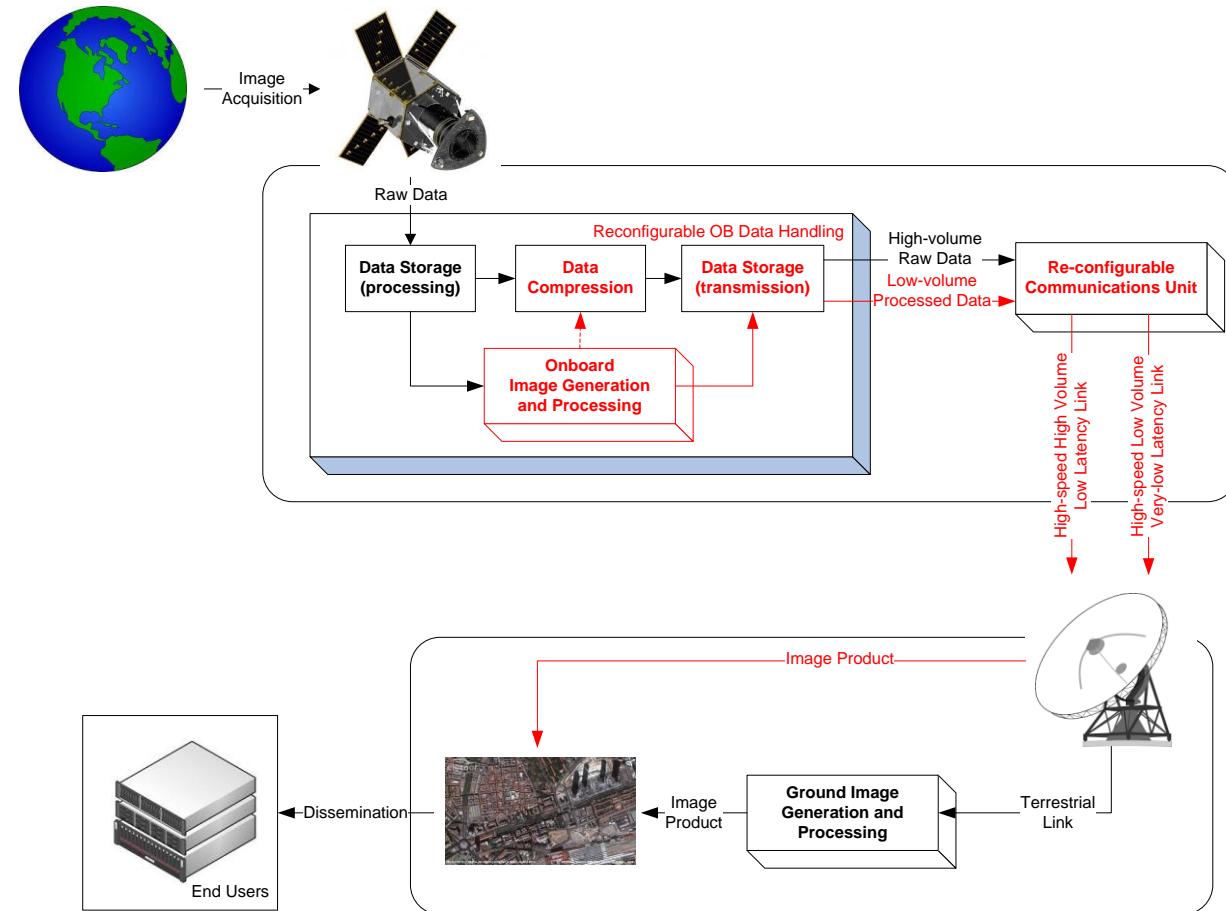 Image
Acquisition
Raw Data
Reconfigurable OB Data Handling
Data Storage
(processing)
Data
Compression
Data Storage
(transmission)
Onboard
Image Generation
and Processing
High-volume
Raw Data
Low-volume
Processed Data
Re-configurable
Communications Unit
High-speed High Volume
Low Latency Link
High-speed Low Volume
Very-low Latency Link
Image Product
Terrestrial
Link
Ground Image
Generation and
Processing
Image
Product
Dissemination
End Users